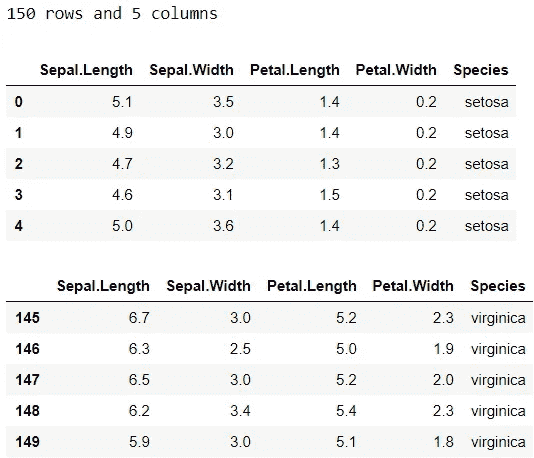 150 rows and 5 columns
Sepal.Length Sepal.Width Petal.Length Petal.Width Species
0 5.1 3.5 1.4 0.2 setosa
1 4.9 3.0 1.4 0.2 setosa
2 4.7 3.2 1.3 0.2 setosa
3 4.6 3.1 1.5 0.2 setosa
4 5.0 3.6 1.4 0.2 setosa
Sepal.Length Sepal.Width Petal.Length Petal.Width Species
145 6.7 3.0 5.2 2.3 virginica
146 6.3 2.5 5.0 1.9 virginica
147 6.5 3.0 5.2 2.0 virginica
148 6.2 3.4 5.4 2.3 virginica
149 5.9 3.0 5.1 1.8 virginica